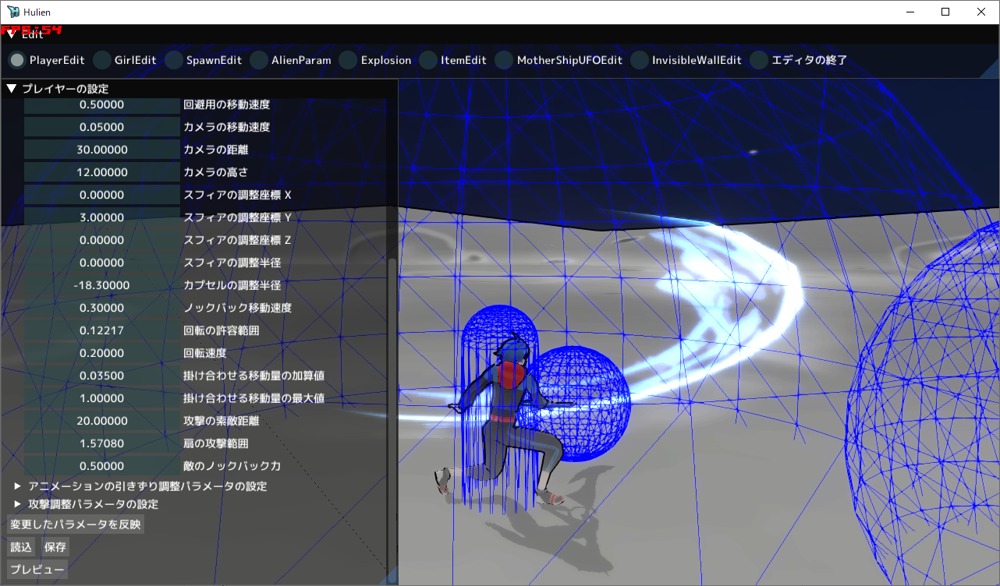 Hulien
FPS:54
Edit
PlayerEdit GirlEdit SpawnEdit AlienParam Explosion ItemEdit MotherShipUFOEdit InvisibleWallEdit エディタの終了
プレイヤーの設定
0.50000 回避用の移動速度
0.05000 カメラの移動速度
30.00000 カメラの距離
12.00000 カメラの高さ
0.00000 スフィアの調整座標 X
3.00000 スフィアの調整座標 Y
0.00000 スフィアの調整座標 Z
0.00000 スフィアの調整半径
-18.30000 カプセルの調整半径
0.30000 ノックバック移動速度
0.12217 回転の許容範囲
0.20000 回転速度
0.03500 掛け合わせる移動量の加算値
1.00000 掛け合わせる移動量の最大値
20.00000 攻撃の索敵距離
1.57080 扇の攻撃範囲
0.50000 敵のノックバック力
アニメーションの引きずり調整パラメータの設定
攻撃調整パラメータの設定
変更したパラメータを反映
読込 保存
プレビュー